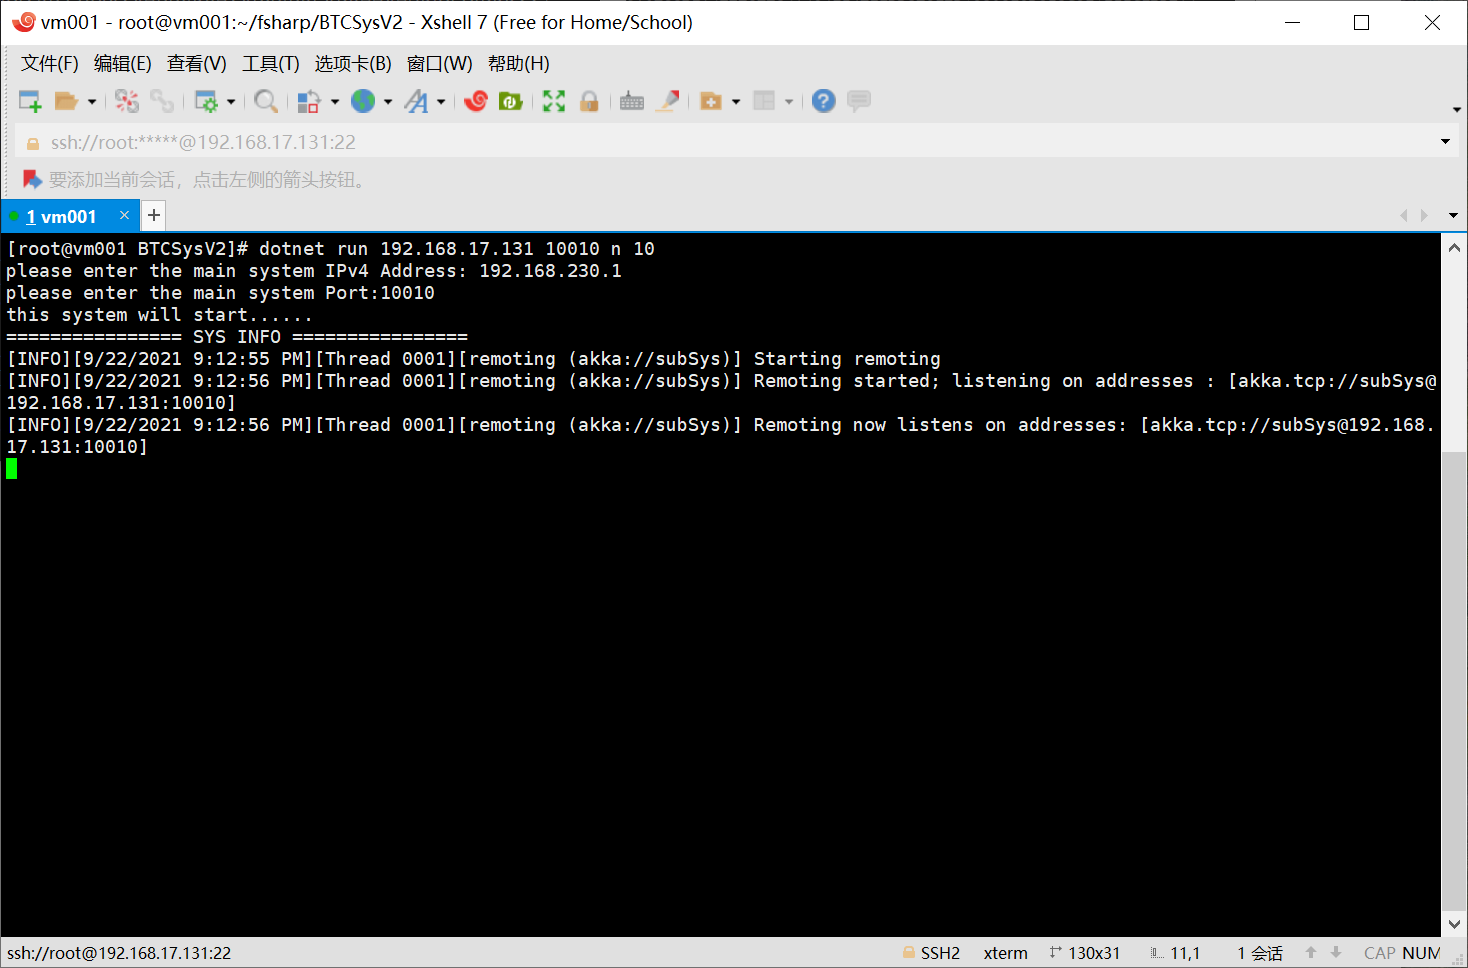 vm001 - root@vm001:~/fsharp/BTCSysV2 - Xshell 7 (Free for Home/School)
文件(F) 编辑(E) 查看(V) 工具(T) 选项卡(B) 窗口(W) 帮助(H)
ssh://root:*****@192.168.17.131:22
要添加当前会话，点击左侧的箭头按钮。
1 vm001
[root@vm001 BTCSysV2]# dotnet run 192.168.17.131 10010 n 10
please enter the main system IPv4 Address: 192.168.230.1
please enter the main system Port:10010
this system will start......
================ SYS INFO ================
[INFO][9/22/2021 9:12:55 PM][Thread 0001][remoting (akka://subSys)] Starting remoting
[INFO][9/22/2021 9:12:56 PM][Thread 0001][remoting (akka://subSys)] Remoting started; listening on addresses : [akka.tcp://subSys@
192.168.17.131:10010]
[INFO][9/22/2021 9:12:56 PM][Thread 0001][remoting (akka://subSys)] Remoting now listens on addresses: [akka.tcp://subSys@192.168.
17.131:10010]
ssh://root@192.168.17.131:22 SSH2 xterm 130x31 11,1 1 会话 CAP NUM